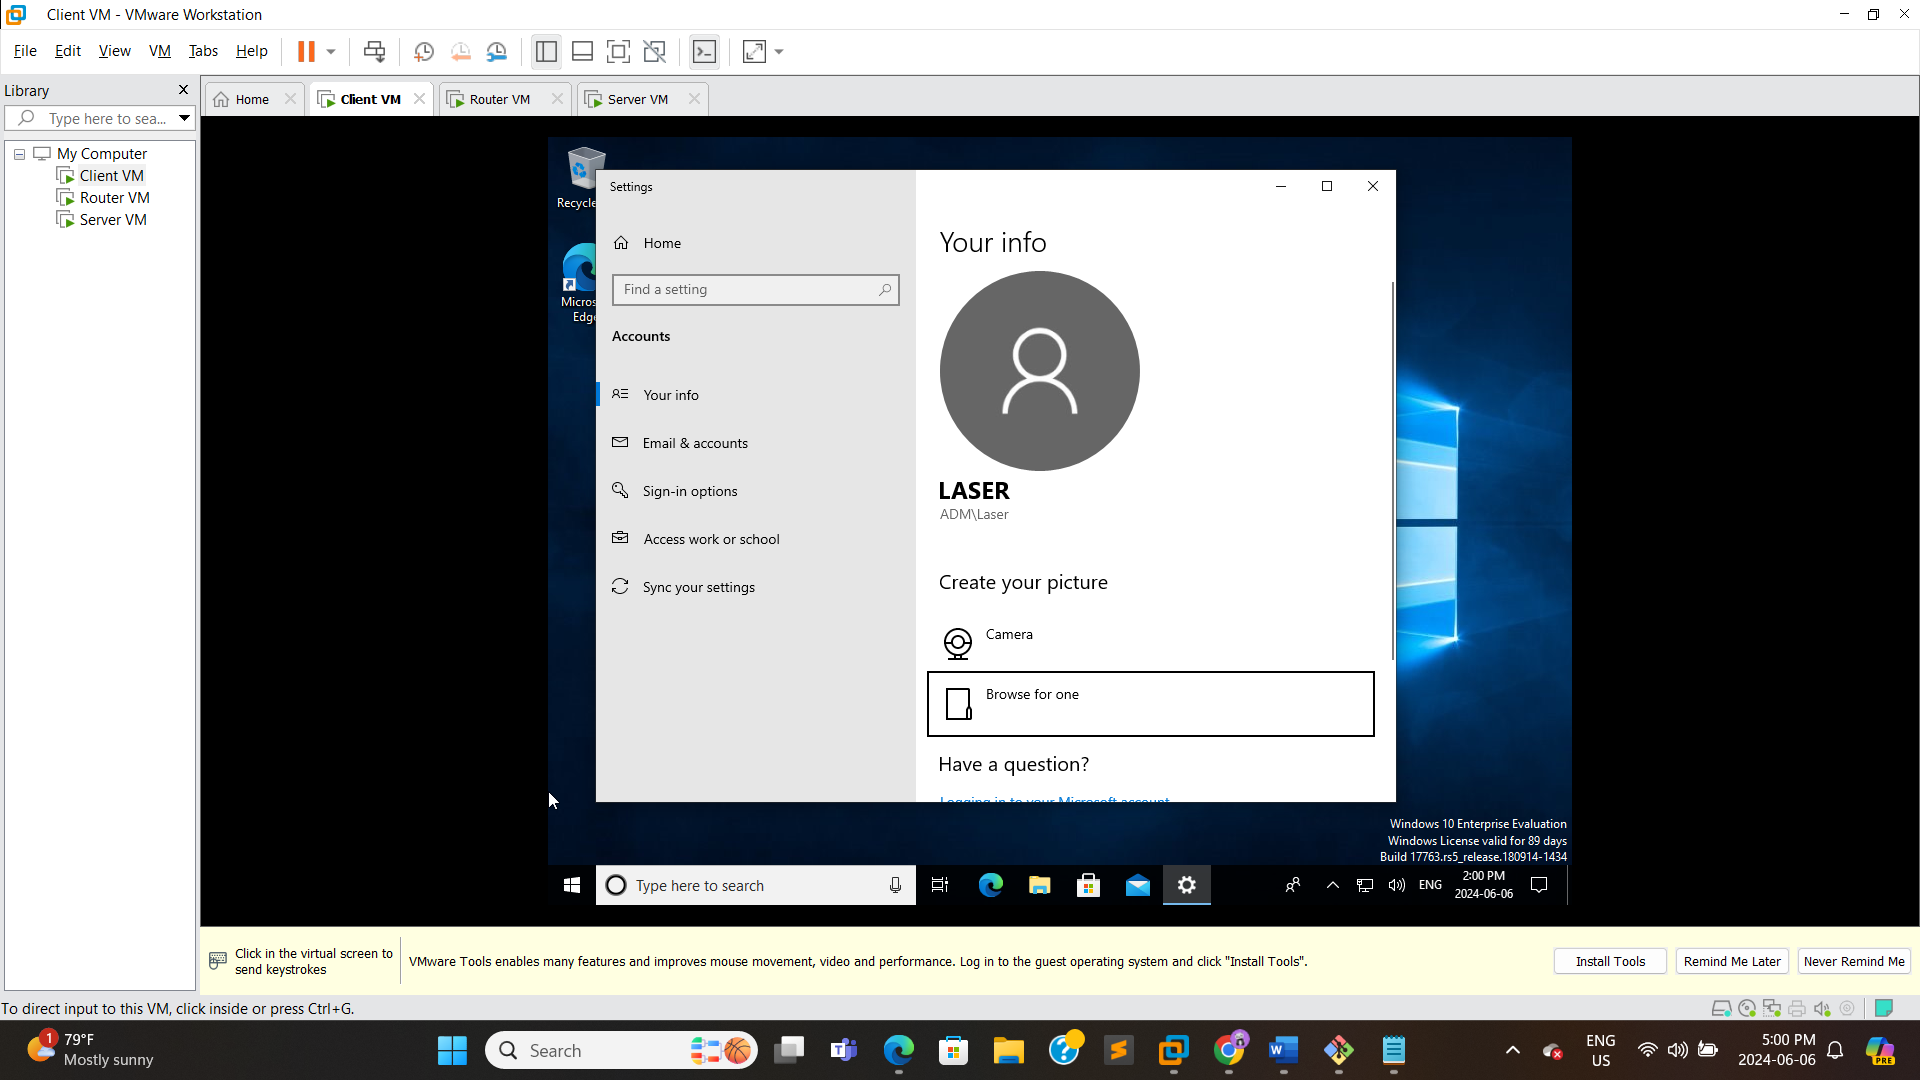 Client VM - VMware Workstation
File Edit View VM Tabs Help
Library
Home
Client VM
Router VM
Server VM
Type here to sea...
My Computer
Client VM
Router VM
Server VM
Recycle
Micros
Edge
Settings
Home
Find a setting
Accounts
Your info
Email & accounts
Sign-in options
Access work or school
Sync your settings
Your info
LASER
ADM\Laser
Create your picture
Camera
Browse for one
Have a question?
Logging in to your Microsoft account
Windows 10 Enterprise Evaluation
Windows License valid for 89 days
Build 17763.rs5_release.180914-1434
Type here to search
ENG
2:00 PM
2024-06-06
Click in the virtual screen to
send keystrokes
VMware Tools enables many features and improves mouse movement, video and performance. Log in to the guest operating system and click "Install Tools".
Install Tools
Remind Me Later
Never Remind Me
To direct input to this VM, click inside or press Ctrl+G.
1
79°F
Mostly sunny
Search
ENG
US
5:00 PM
2024-06-06
PRE